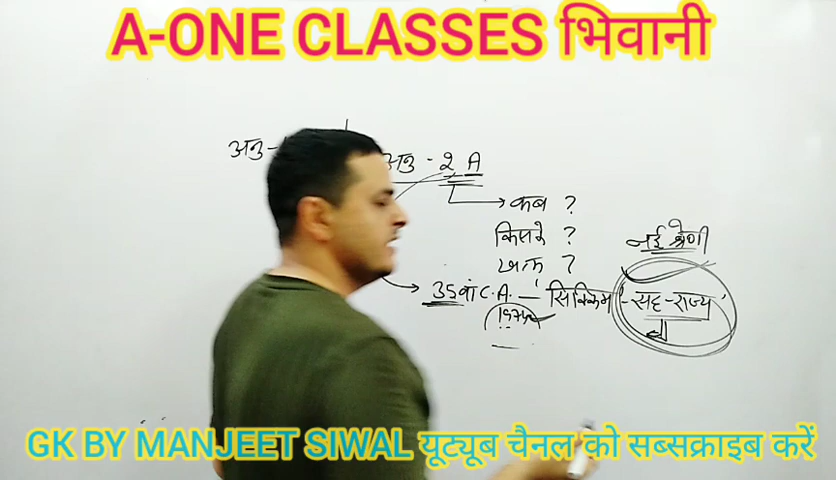 A-ONE CLASSES भिवानी
अनु-
अनु - 2 A
कब ?
किसने ?
नई श्रेणी
35वां C.A. - सिक्किम - 'सह-राज्य'
1974
GK BY MANJEET SIWAL यूट्यूब चैनल को सब्सक्राइब करें